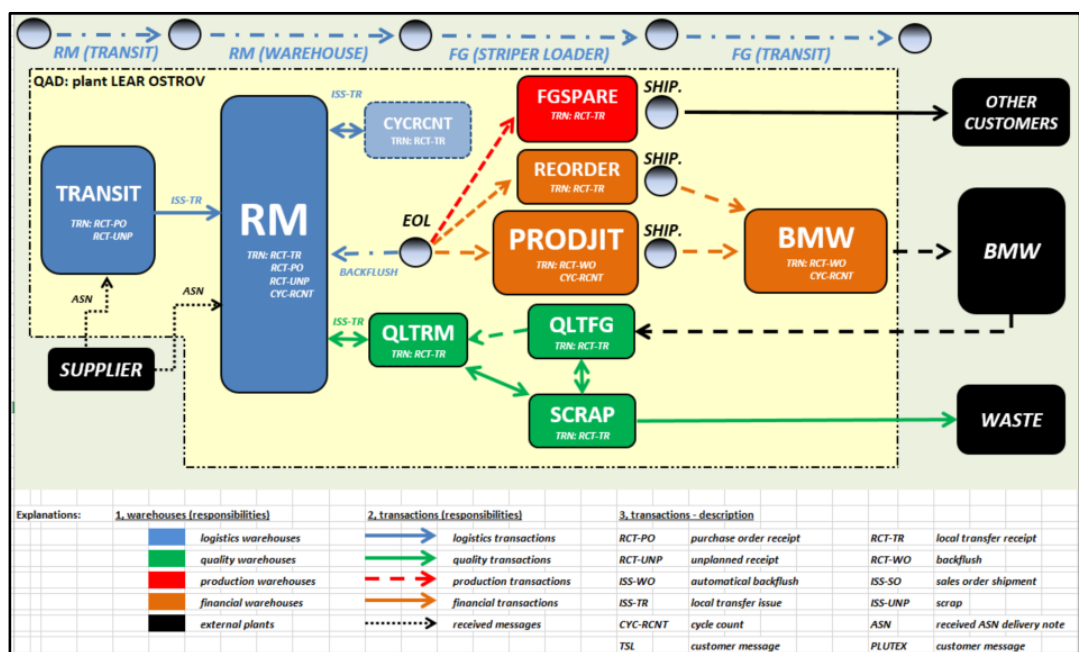 RM (TRANSIT)
RM (WAREHOUSE)
FG (STRIPER LOADER)
FG (TRANSIT)
QAD: plant LEAR OSTROV
ISS-TR
CYCRCNT
TRN: RCT-TR
FGSPARE
TRN: RCT-TR
SHIP.
OTHER
CUSTOMERS
TRANSIT
TRN: RCT-PO
RCT-UNP
ISS-TR
RM
TRN: RCT-TR
RCT-PO
RCT-UNP
CYC-RCNT
REORDER
TRN: RCT-TR
SHIP.
EOL
BACKFLUSH
PRODJIT
TRN: RCT-WO
CYC-RCNT
SHIP.
BMW
TRN: RCT-WO
CYC-RCNT
BMW
ASN
ASN
SUPPLIER
ISS-TR
QLTRM
TRN: RCT-TR
QLTFG
TRN: RCT-TR
SCRAP
TRN: RCT-TR
WASTE
Explanations: 1, warehouses (responsibilities) 2, transactions (responsibilities) 3, transactions - description
logistics warehouses logistics transactions RCT-PO purchase order receipt RCT-TR local transfer receipt
quality warehouses quality transactions RCT-UNP unplanned receipt RCT-WO backflush
production warehouses production transactions ISS-WO automatical backflush ISS-SO sales order shipment
financial warehouses financial transactions ISS-TR local transfer issue ISS-UNP scrap
external plants received messages CYC-RCNT cycle count ASN received ASN delivery note
TSL customer message PLUTEX customer message